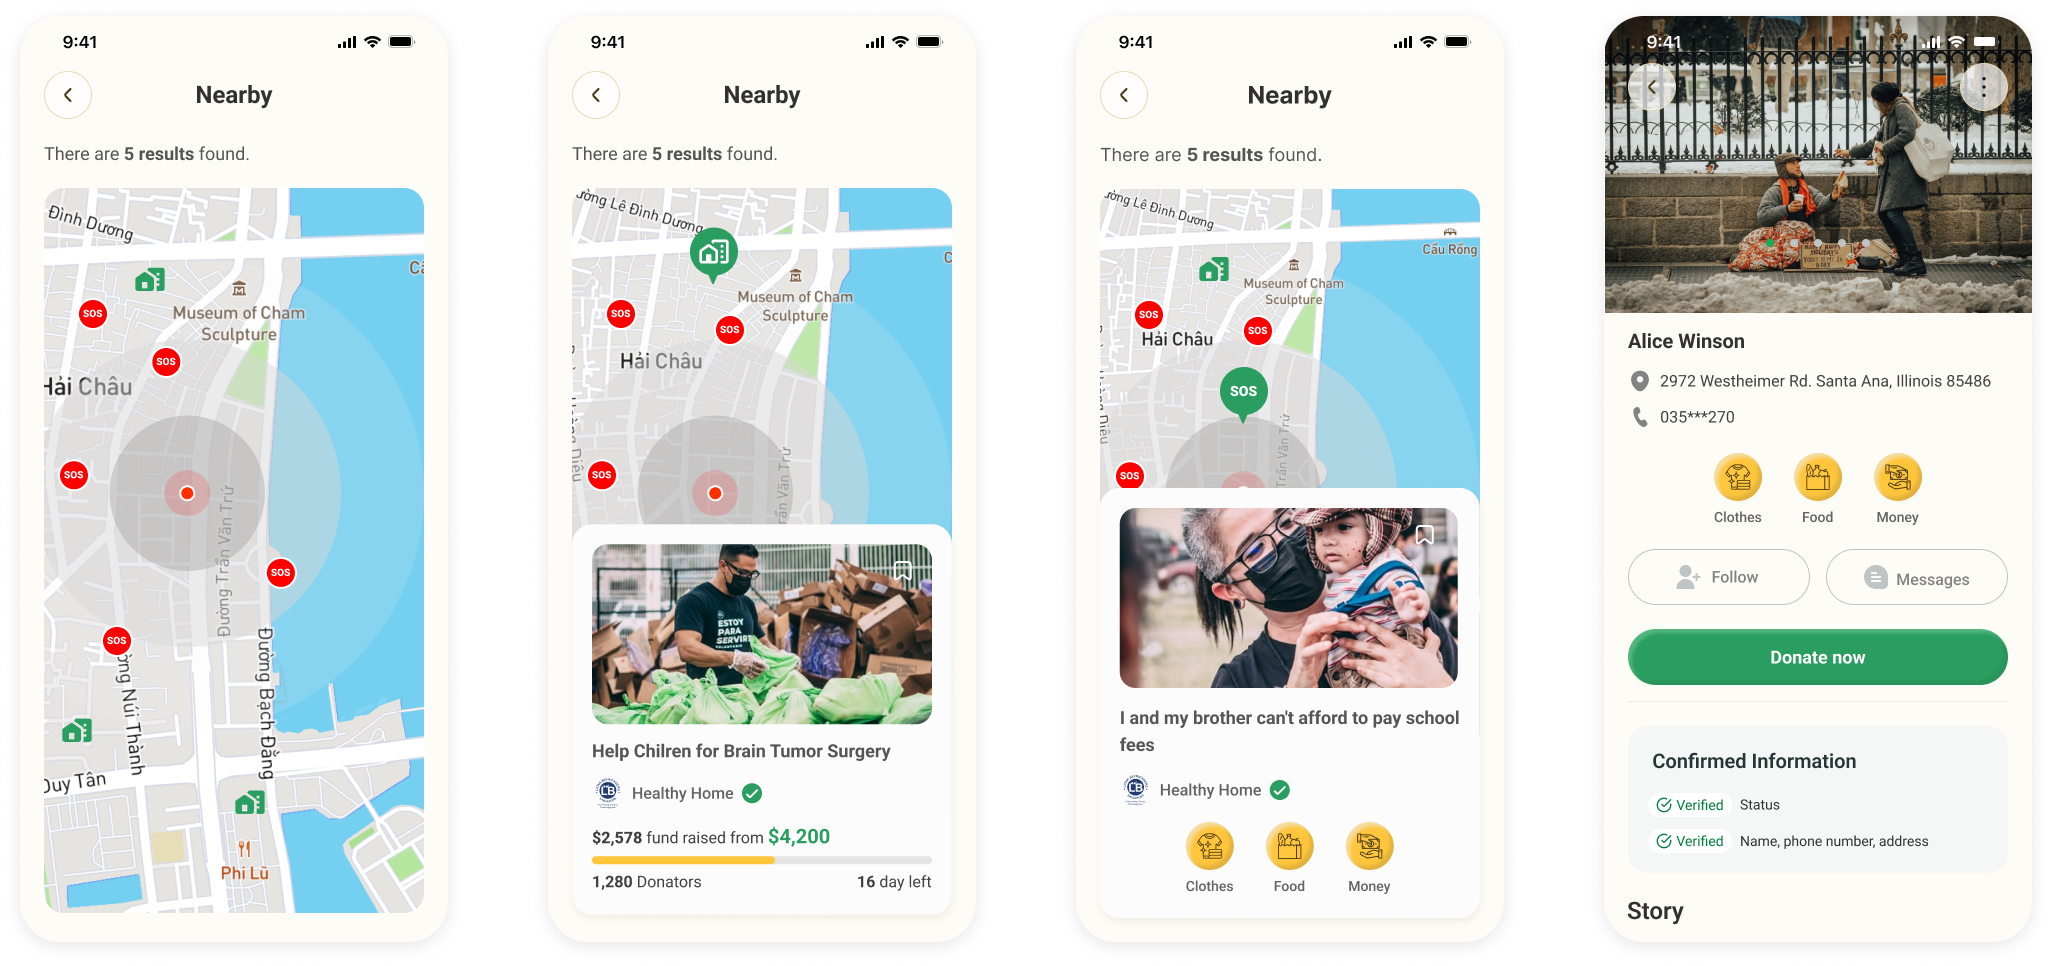 9:41
Nearby
There are 5 results found.
Đình Dương
SOS
Museum of Cham
Sculpture
SOS
Hải Châu
SOS
Đường Trần Văn Trứ
SOS
SOS
Núi Thành
Đường Bạch Đằng
Duy Tân
Phi Lũ
9:41
Nearby
There are 5 results found.
Lê Đình Dương
Museum of Cham
Sculpture
SOS
SOS
Hải Châu
SOS
Trần Văn Trứ
ESTOY
PARA
SERVIR
Help Chilren for Brain Tumor Surgery
Healthy Home
$2,578 fund raised from $4,200
1,280 Donators
16 day left
9:41
Nearby
There are 5 results found.
Lê Đình Dương
Cầu Rồng
Museum of Cham
Sculpture
SOS
SOS
Hải Châu
SOS
Trần Văn Trứ
SOS
I and my brother can't afford to pay school
fees
Healthy Home
Clothes
Food
Money
9:41
Alice Winson
2972 Westheimer Rd. Santa Ana, Illinois 85486
035***270
Clothes
Food
Money
Follow
Messages
Donate now
Confirmed Information
Verified Status
Verified Name, phone number, address
Story